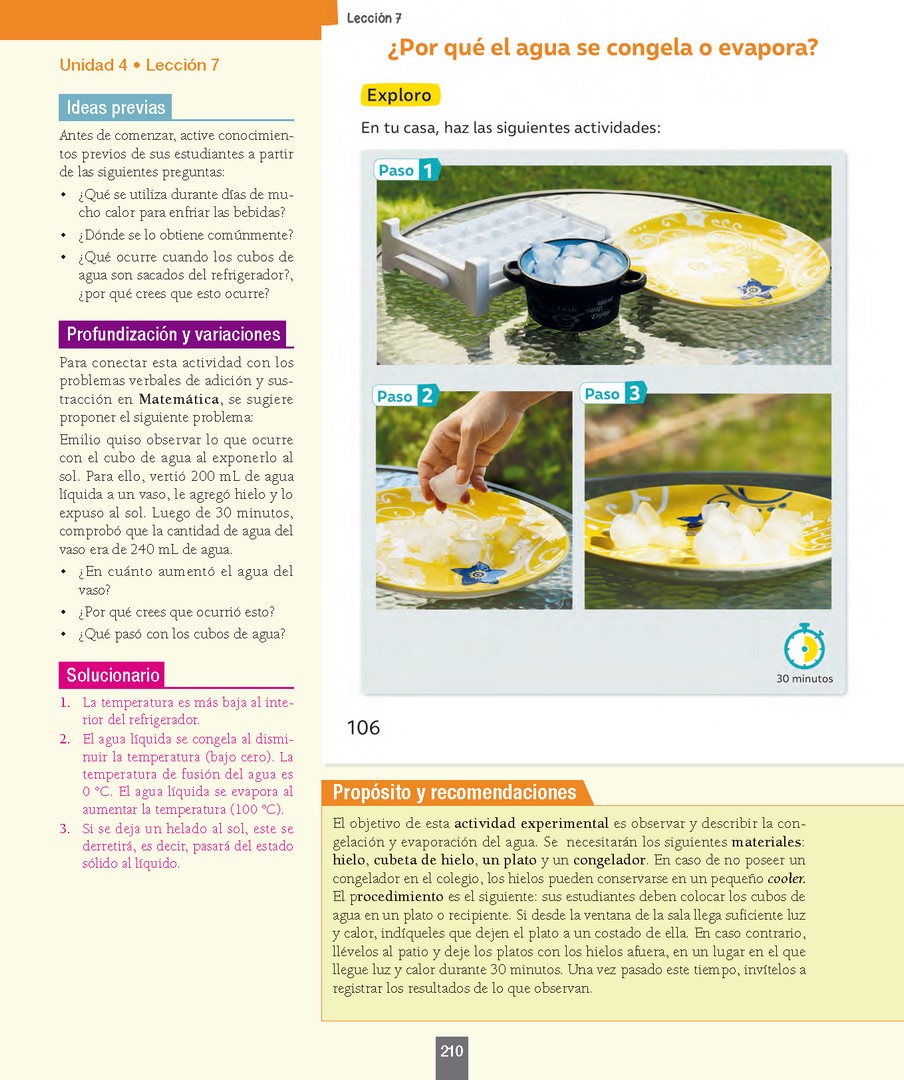 Unidad 4 • Lección 7
Ideas previas
Antes de comenzar, active conocimien-
tos previos de sus estudiantes a partir
de las siguientes preguntas:
• ¿Qué se utiliza durante días de mu-
cho calor para enfriar las bebidas?
• ¿Dónde se lo obtiene comúnmente?
• ¿Qué ocurre cuando los cubos de
agua son sacados del refrigerador?,
¿por qué crees que esto ocurre?
Profundización y variaciones
Para conectar esta actividad con los
problemas verbales de adición y sus-
tracción en Matemática, se sugiere
proponer el siguiente problema:
Emilio quiso observar lo que ocurre
con el cubo de agua al exponerlo al
sol. Para ello, vertió 200 mL de agua
líquida a un vaso, le agregó hielo y lo
expuso al sol. Luego de 30 minutos,
comprobó que la cantidad de agua del
vaso era de 240 mL de agua.
• ¿En cuánto aumentó el agua del
vaso?
• ¿Por qué crees que ocurrió esto?
• ¿Qué pasó con los cubos de agua?
Solucionario
1. La temperatura es más baja al inte-
rior del refrigerador.
2. El agua líquida se congela al dismi-
nuir la temperatura (bajo cero). La
temperatura de fusión del agua es
0 °C. El agua líquida se evapora al
aumentar la temperatura (100 °C).
3. Si se deja un helado al sol, este se
derretirá, es decir, pasará del estado
sólido al líquido.
Lección 7
¿Por qué el agua se congela o evapora?
Exploro
En tu casa, haz las siguientes actividades:
Paso 1
Paso 2
Paso 3
30 minutos
106
Propósito y recomendaciones
El objetivo de esta actividad experimental es observar y describir la con-
gelación y evaporación del agua. Se necesitarán los siguientes materiales:
hielo, cubeta de hielo, un plato y un congelador. En caso de no poseer un
congelador en el colegio, los hielos pueden conservarse en un pequeño cooler.
El procedimiento es el siguiente: sus estudiantes deben colocar los cubos de
agua en un plato o recipiente. Si desde la ventana de la sala llega suficiente luz
y calor, indíqueles que dejen el plato a un costado de ella. En caso contrario,
llévelos al patio y deje los platos con los hielos afuera, en un lugar en el que
llegue luz y calor durante 30 minutos. Una vez pasado este tiempo, invítelos a
registrar los resultados de lo que observan.
210